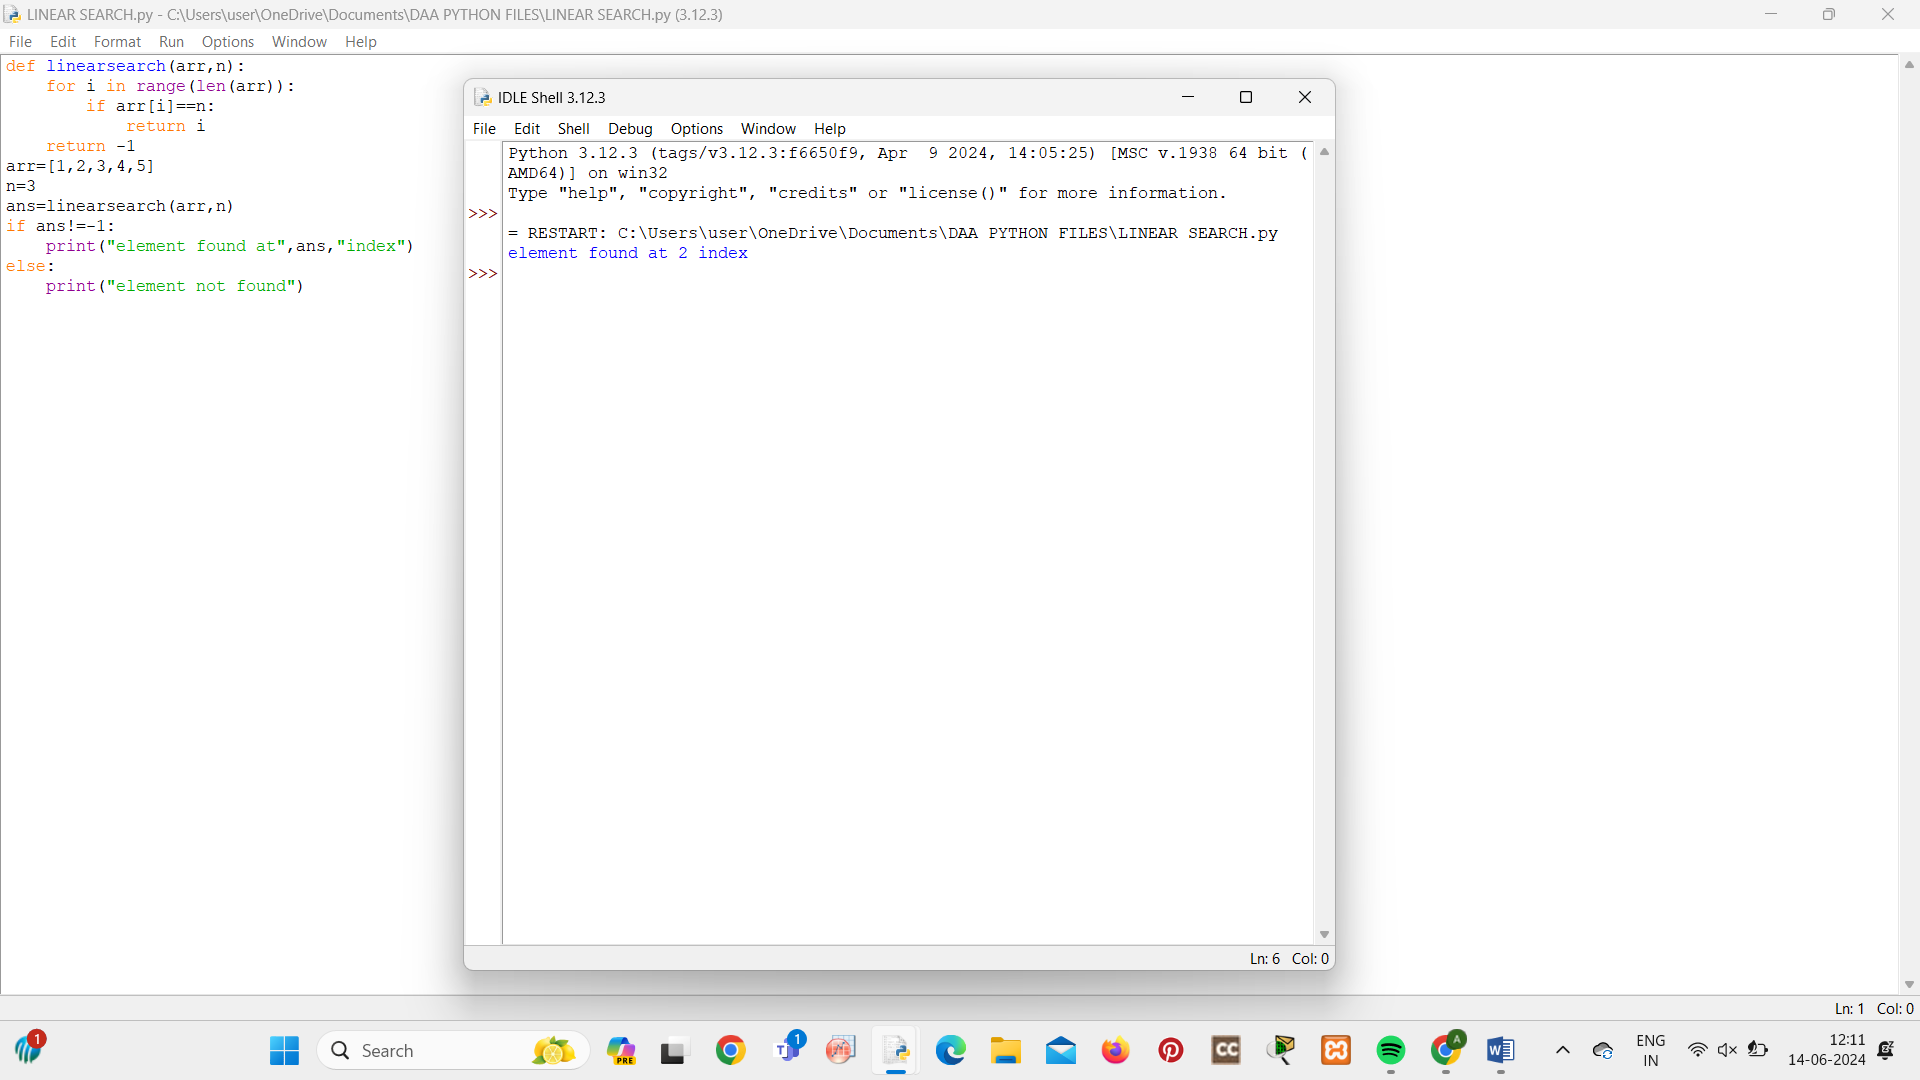 LINEAR SEARCH.py - C:\Users\user\OneDrive\Documents\DAA PYTHON FILES\LINEAR SEARCH.py (3.12.3)
File Edit Format Run Options Window Help
def linearsearch(arr,n):
    for i in range(len(arr)):
        if arr[i]==n:
            return i
    return -1
arr=[1,2,3,4,5]
n=3
ans=linearsearch(arr,n)
if ans!=-1:
    print("element found at",ans,"index")
else:
    print("element not found")
IDLE Shell 3.12.3
File Edit Shell Debug Options Window Help
Python 3.12.3 (tags/v3.12.3:f6650f9, Apr  9 2024, 14:05:25) [MSC v.1938 64 bit (
AMD64)] on win32
Type "help", "copyright", "credits" or "license()" for more information.
>>>
= RESTART: C:\Users\user\OneDrive\Documents\DAA PYTHON FILES\LINEAR SEARCH.py
element found at 2 index
>>>
Ln: 6 Col: 0
Ln: 1 Col: 0
1
Search
PRE
1
T
CC
A
W
ENG
IN
12:11
14-06-2024